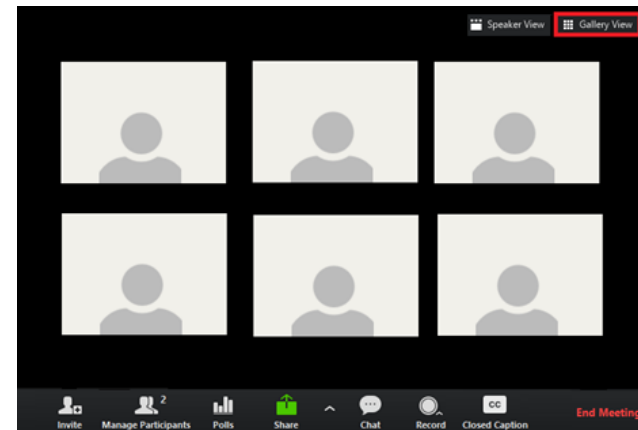 Speaker View Gallery View
2
Invite Manage Participants Polls Share Chat Record CC Closed Caption End Meeting